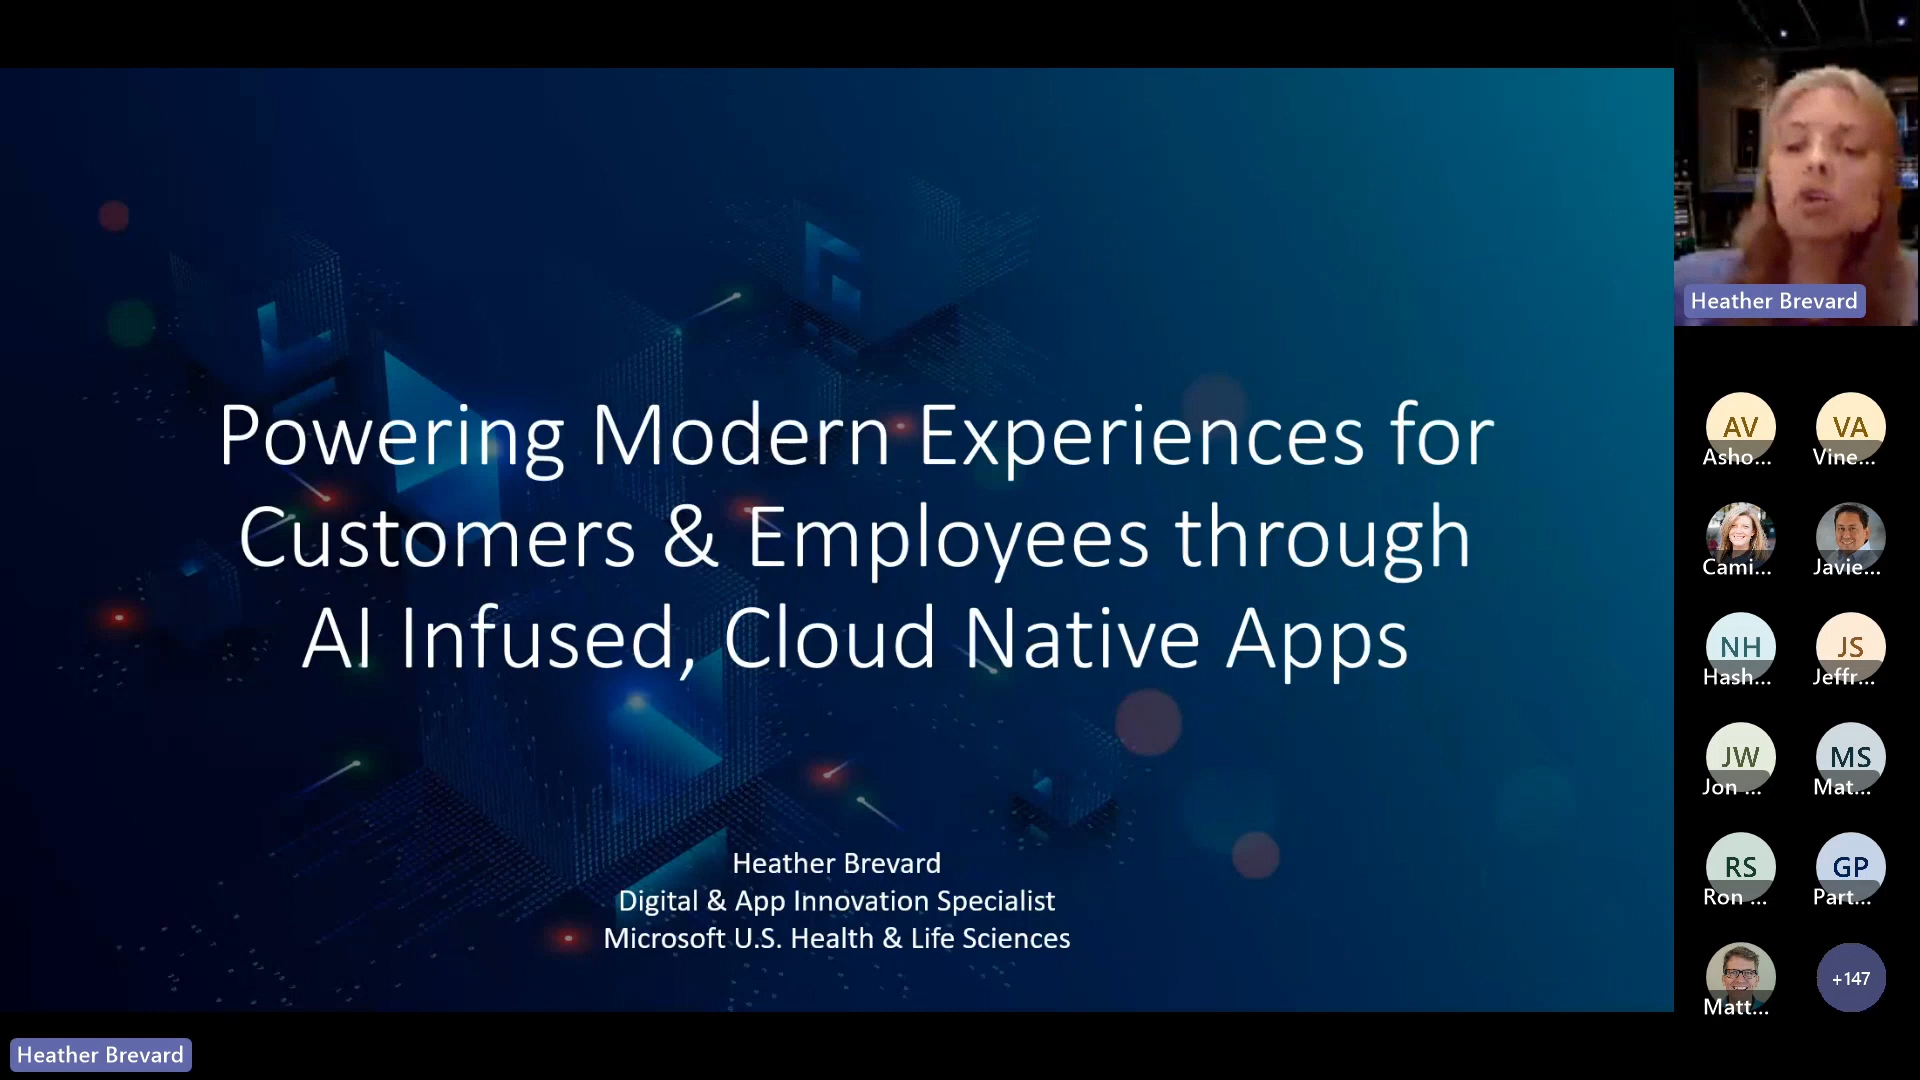 Powering Modern Experiences for
Customers & Employees through
AI Infused, Cloud Native Apps
Heather Brevard
Digital & App Innovation Specialist
Microsoft U.S. Health & Life Sciences
Heather Brevard
Heather Brevard
AV
Asho...
VA
Vine...
Cami...
Javie...
NH
Hash...
JS
Jeffr...
JW
Jon ...
MS
Mat...
RS
Ron ...
GP
Part...
Matt...
+147